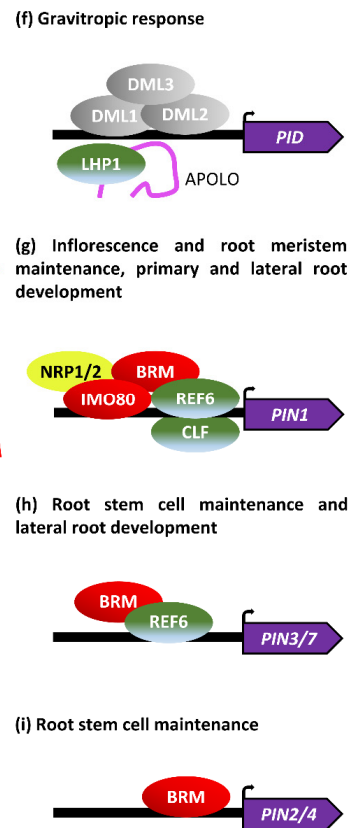 (f) Gravitropic response
DML3
DML1 DML2
PID
LHP1
APOLO
(g) Inflorescence and root meristem
maintenance, primary and lateral root
development
NRP1/2 BRM
IMO80 REF6
PIN1
CLF
(h) Root stem cell maintenance and
lateral root development
BRM
REF6
PIN3/7
(i) Root stem cell maintenance
BRM
PIN2/4